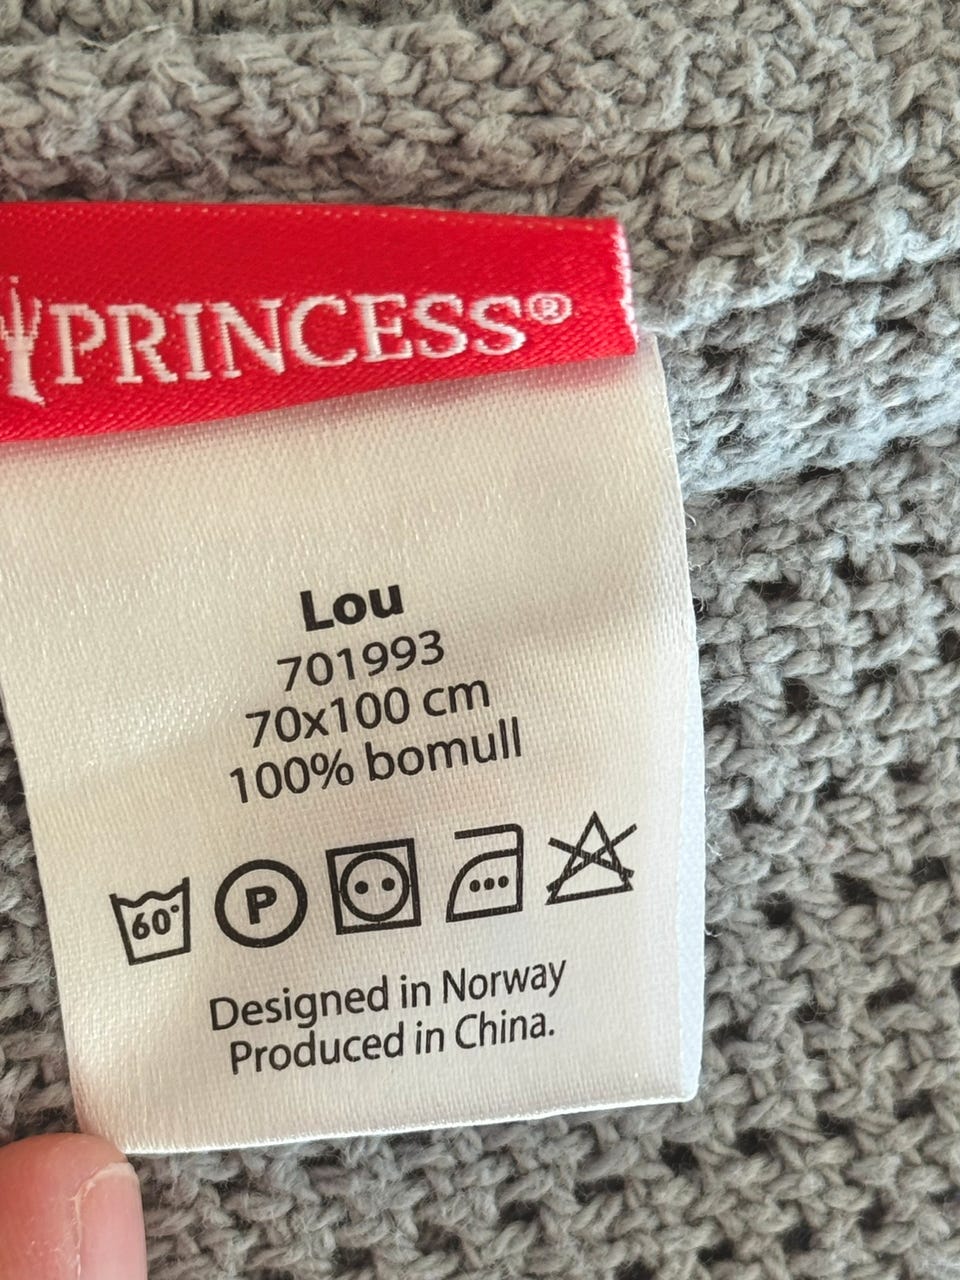 PRINCESS®
Lou
701993
70x100 cm
100% bomull
60°
P
Designed in Norway
Produced in China.